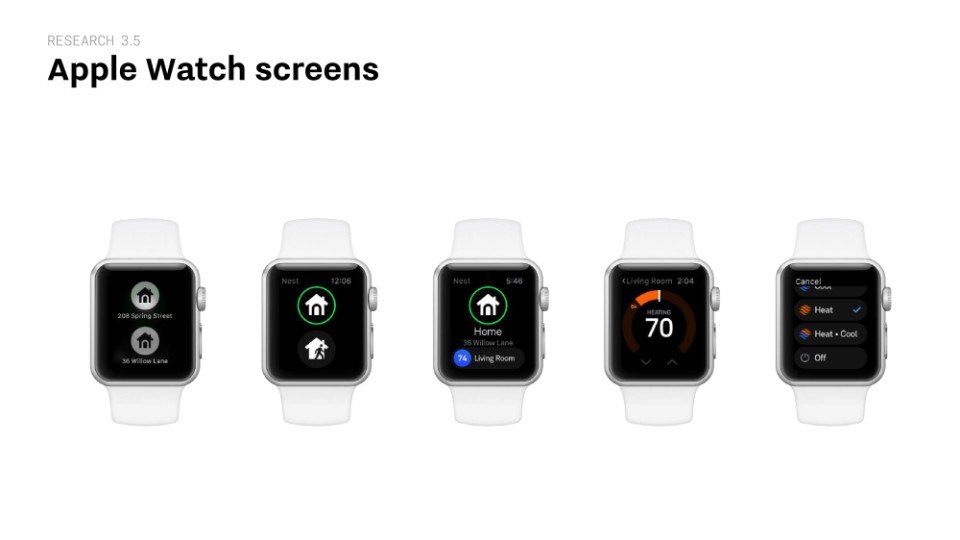 RESEARCH 3.5
Apple Watch screens
208 Spring Street
36 Willow Lane
Nest 12:06
Nest 5:46
Home
36 Willow Lane
74 Living Room
<Living Room 2:04
HEATING
70
Cancel
Cool
Heat
Heat • Cool
Off